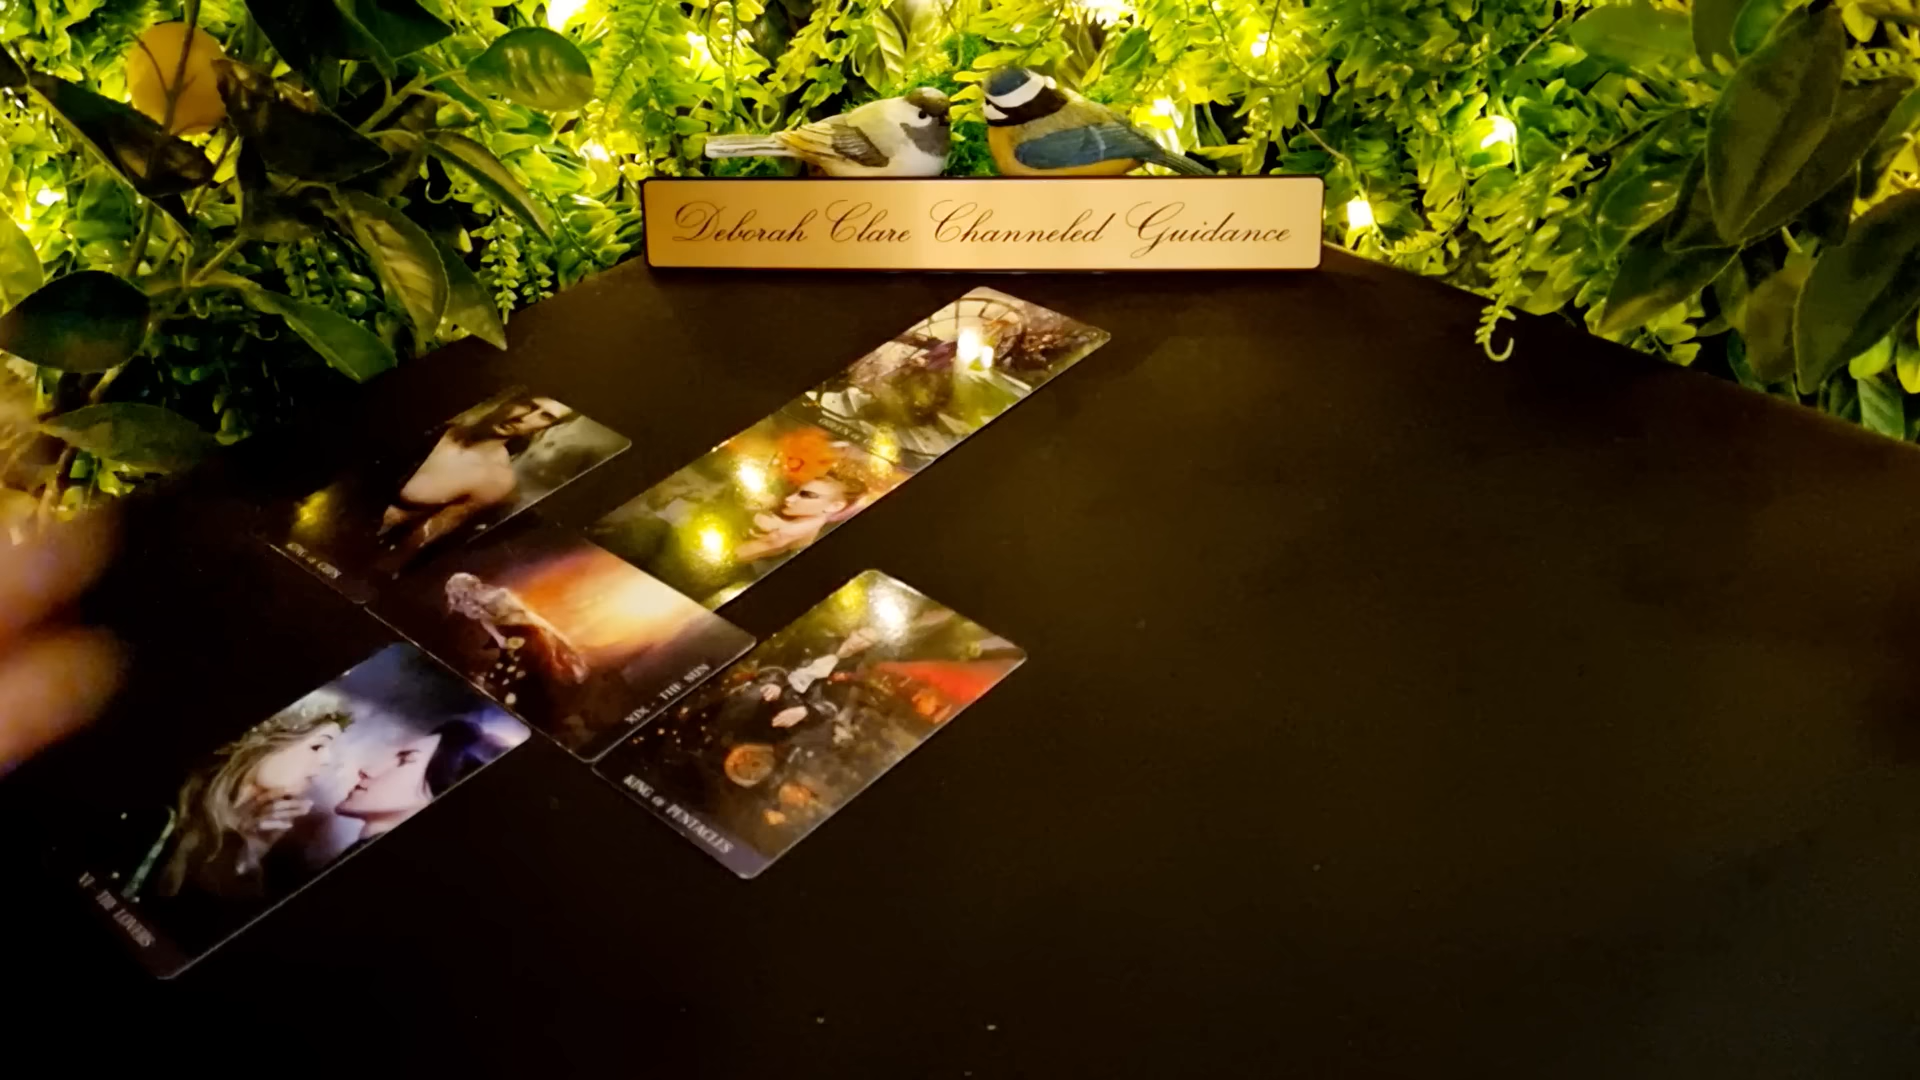 Deborah Clare Channeled Guidance
KING OF CUPS
XIX - THE SUN
KING OF PENTACLES
VI - THE LOVERS